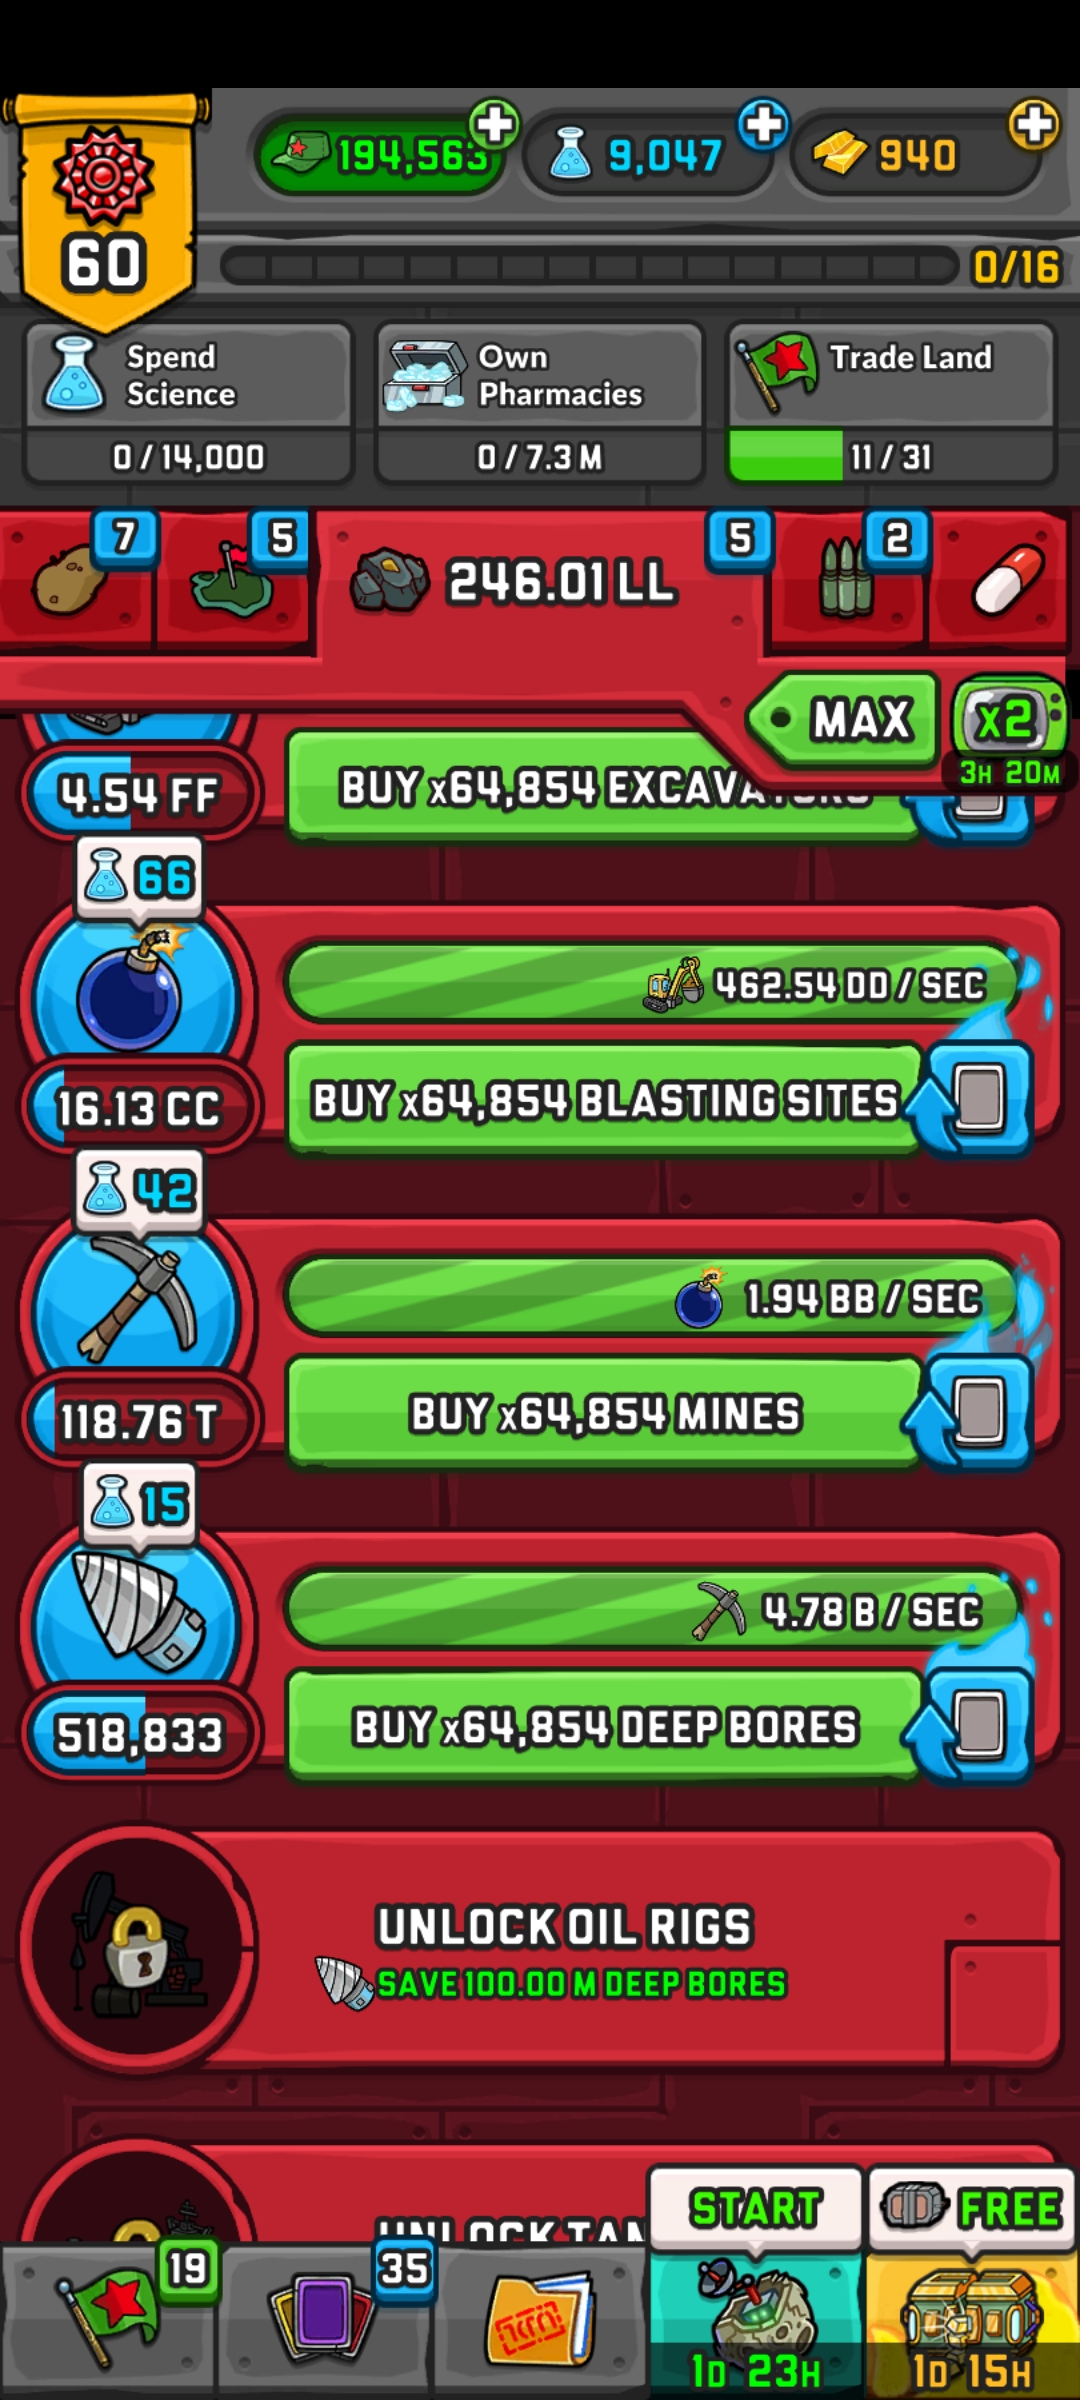 194,563
9,047
940
60
0/16
Spend
Science
0 / 14,000
Own
Pharmacies
0 / 7.3 M
Trade Land
11 / 31
7
5
246.01 LL
5
2
MAX
x2
3H 20M
4.54 FF
BUY x64,854 EXCAVATORS
66
462.54 DD / SEC
16.13 CC
BUY x64,854 BLASTING SITES
42
1.94 BB / SEC
118.76 T
BUY x64,854 MINES
15
4.78 B / SEC
518,833
BUY x64,854 DEEP BORES
UNLOCK OIL RIGS
SAVE 100.00 M DEEP BORES
UNLOCK TAN
START
FREE
19
35
1D 23H
1D 15H